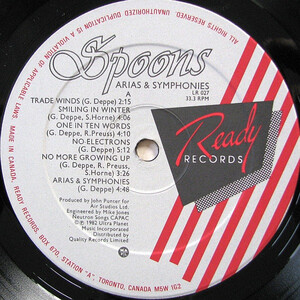 Spoons
ARIAS & SYMPHONIES
LR 027
33.3 RPM
TRADE WINDS (G. Deppe) 2:15
SMILING IN WINTER
(G. Deppe, S. Horne) 4:06
ONE IN TEN WORDS
(G. Deppe, R. Preuss) 4:10
NO ELECTRONS
(G. Deppe) 5:12
NO MORE GROWING UP
(G. Deppe, R. Preuss,
S. Horne) 3:26
ARIAS & SYMPHONIES
(G. Deppe) 4:48
Ready
RECORDS
Produced by John Punter for
Air Studios Ltd.
Engineered by Mike Jones
Neutron Songs CAPAC
©℗ 1982 Ultra Planet
Music Incorporated
Distributed by
Quality Records Limited
ALL RIGHTS RESERVED. UNAUTHORIZED DUPLICATION IS A VIOLATION OF APPLICABLE LAWS. MADE IN CANADA. READY RECORDS, BOX 870, STATION "A", TORONTO, CANADA M5W 1G2